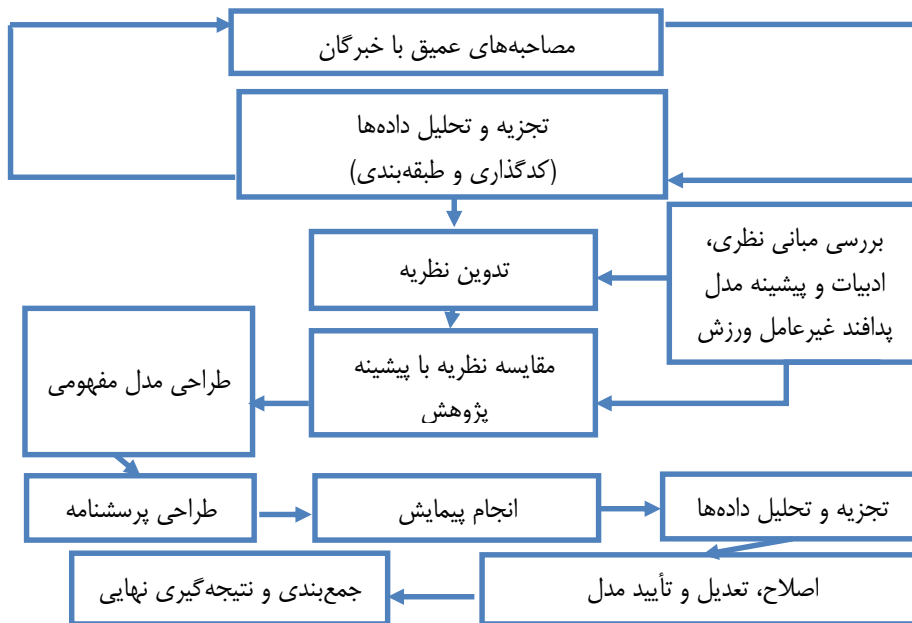 مصاحبه‌های عمیق با خبرگان
تجزیه و تحلیل داده‌ها
(کدگذاری و طبقه‌بندی)
بررسی مبانی نظری،
ادبیات و پیشینه مدل
پدافند غیرعامل ورزش
تدوین نظریه
مقایسه نظریه با پیشینه
پژوهش
طراحی مدل مفهومی
طراحی پرسشنامه
انجام پیمایش
تجزیه و تحلیل داده‌ها
اصلاح، تعدیل و تأیید مدل
جمع‌بندی و نتیجه‌گیری نهایی